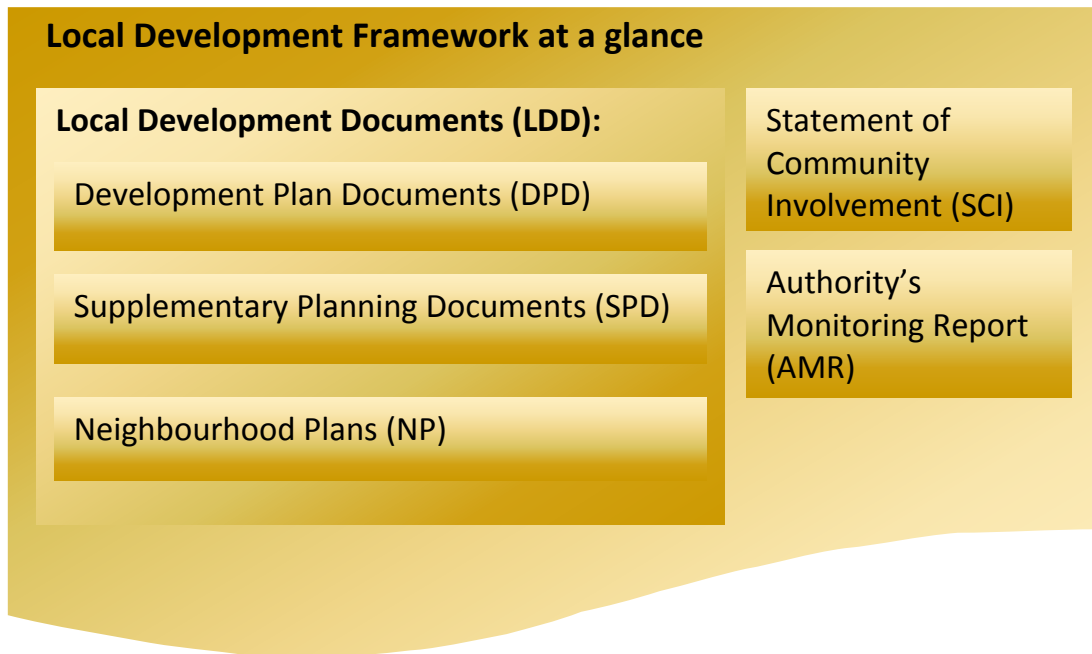 Local Development Framework at a glance
Local Development Documents (LDD):
Development Plan Documents (DPD)
Supplementary Planning Documents (SPD)
Neighbourhood Plans (NP)
Statement of
Community
Involvement (SCI)
Authority’s
Monitoring Report
(AMR)